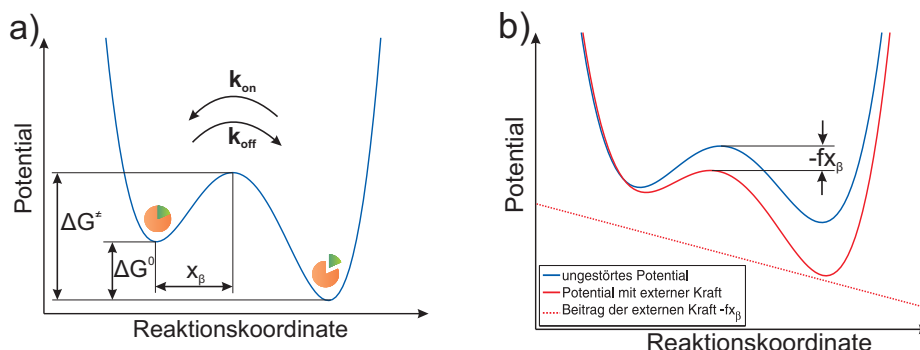 a)
Potential
k_on
k_off
ΔG^≠
ΔG^0
x_β
Reaktionskoordinate
b)
Potential
-fx_β
ungestörtes Potential
Potential mit externer Kraft
Beitrag der externen Kraft -fx_β
Reaktionskoordinate